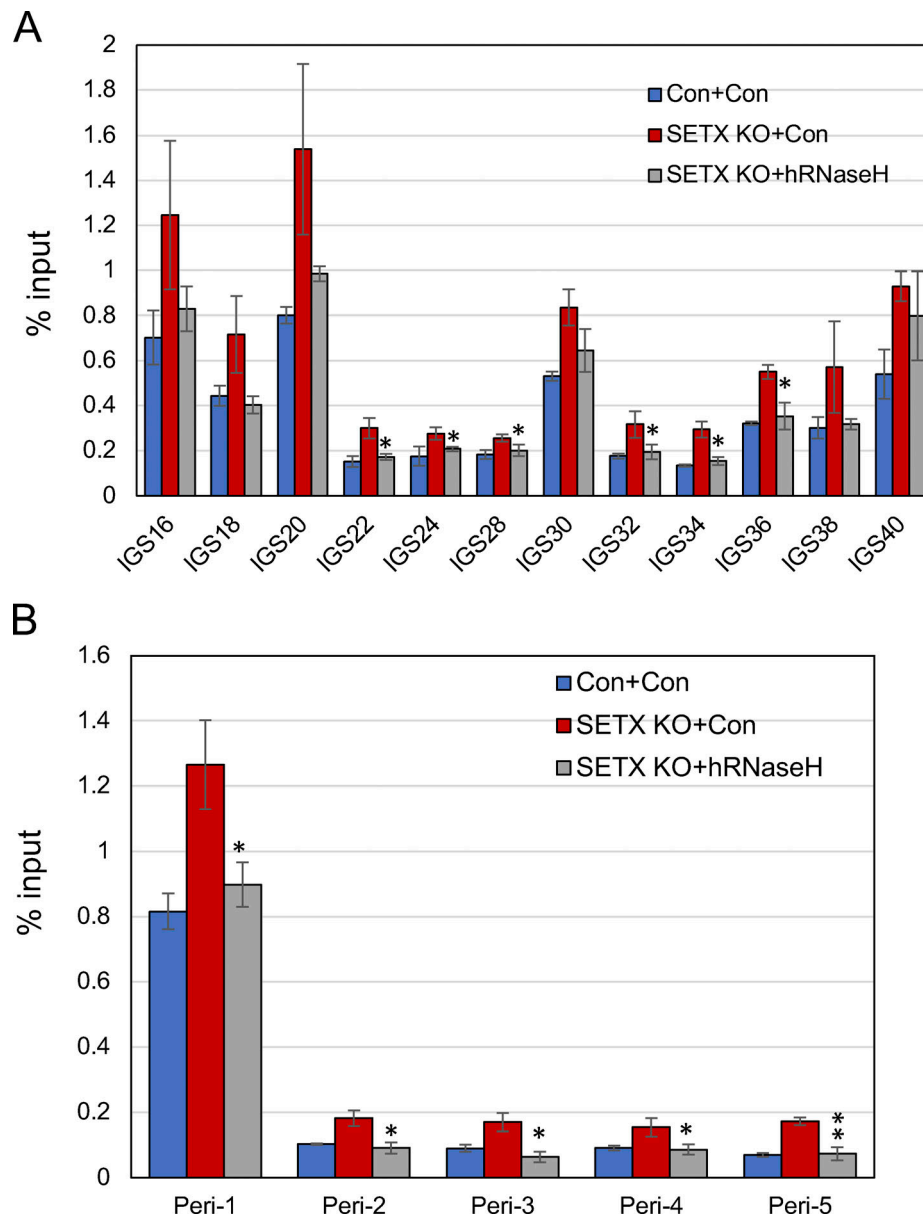 A
2
1.8
1.6
1.4
1.2
1
0.8
0.6
0.4
0.2
0
% input
Con+Con
SETX KO+Con
SETX KO+hRNaseH
* * * * * *
IGS16 IGS18 IGS20 IGS22 IGS24 IGS28 IGS30 IGS32 IGS34 IGS36 IGS38 IGS40
B
1.6
1.4
1.2
1
0.8
0.6
0.4
0.2
0
% input
Con+Con
SETX KO+Con
SETX KO+hRNaseH
*
* * * **
Peri-1 Peri-2 Peri-3 Peri-4 Peri-5